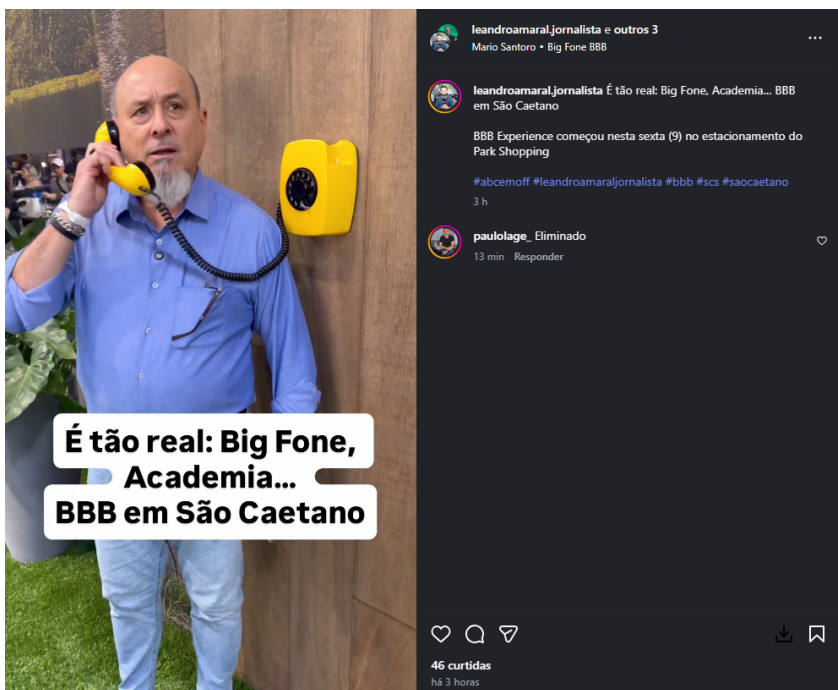 leandroamaral.jornalista e outros 3
Mario Santoro • Big Fone BBB
leandroamaral.jornalista É tão real: Big Fone, Academia... BBB
em São Caetano
BBB Experience começou nesta sexta (9) no estacionamento do
Park Shopping
#abcemoff #leandroamaraljornalista #bbb #scs #saocaetano
3 h
paulolage_ Eliminado
13 min Responder
É tão real: Big Fone,
Academia...
BBB em São Caetano
46 curtidas
há 3 horas